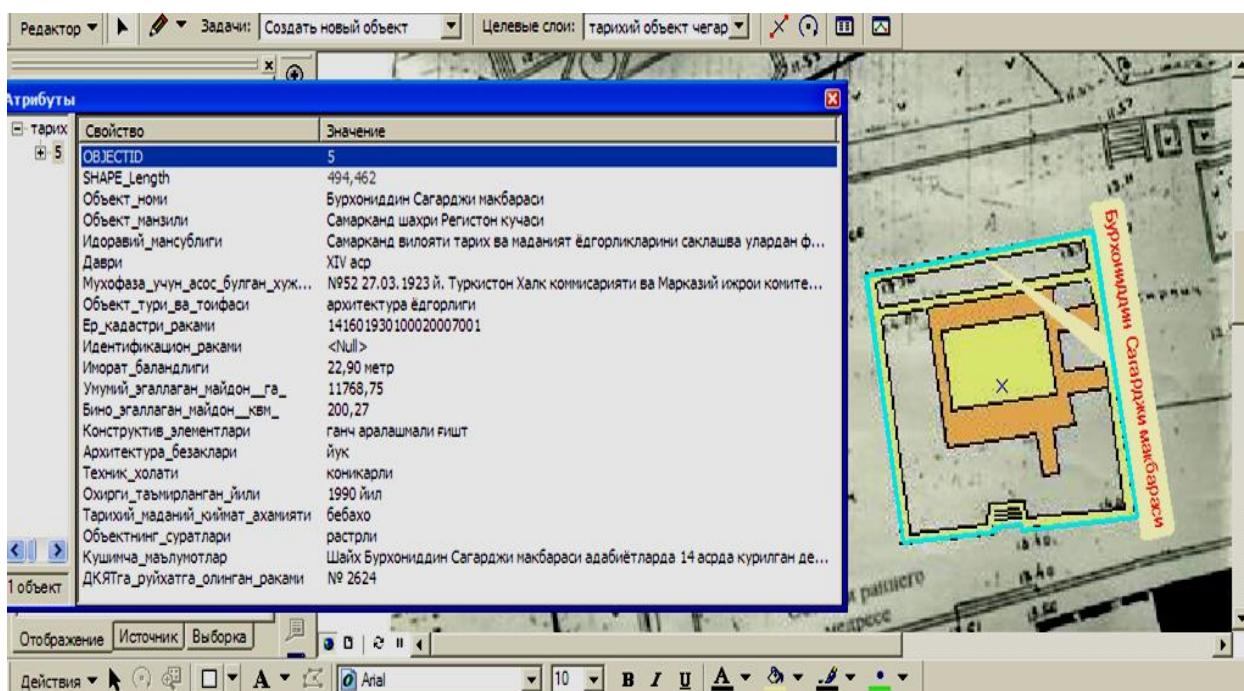 Редактор Задачи: Создать новый объект Целевые слои: тарихий объект чегар
Атрибуты
тарих
5
Свойство Значение
OBJECTID 5
SHAPE_Length 494,462
Объект_номи Бурхониддин Сагарджи макбараси
Объект_манзили Самарканд шахри Регистон кучаси
Идоравий_мансублиги Самарканд вилояти тарих ва маданият ёдгорликларини саклашва улардан ф...
Даври XIV аср
Мухофаза_учун_асос_булган_хуж... №52 27.03.1923 й. Туркистон Халк коммисарияти ва Марказий ижрои комите...
Объект_тури_ва_тоифаси архитектура ёдгорлиги
Ер_кадастри_раками 141601930100020007001
Идентификацион_раками <Null>
Иморат_баландлиги 22,90 метр
Умумий_эгаллаган_майдон__га_ 11768,75
Бино_эгаллаган_майдон__квм_ 200,27
Конструктив_элементлари ганч аралашмали ғишт
Архитектура_безаклари йук
Техник_холати коникарли
Охирги_таъмирланган_йили 1990 йил
Тарихий_маданий_киймат_ахамияти бебахо
Объектнинг_суратлари растрли
Кушимча_маълумотлар Шайх Бурхониддин Сагарджи макбараси адабиётларда 14 асрда курилган де...
ДКЯТга_руйхатга_олинган_раками № 2624
1 объект
Бурхониддин Сагарджи макбараси
11.57
раннего
медресе
Отображение Источник Выборка
Действия A Arial 10 B I U A